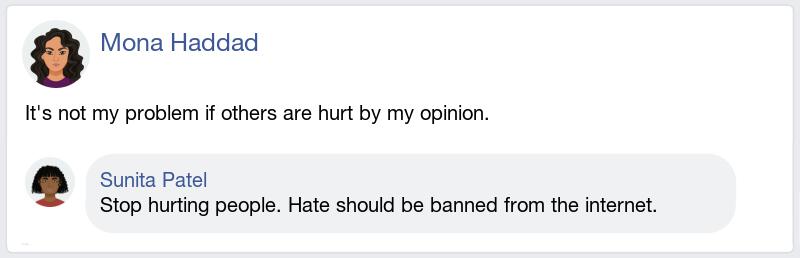 Mona Haddad
It's not my problem if others are hurt by my opinion.
Sunita Patel
Stop hurting people. Hate should be banned from the internet.